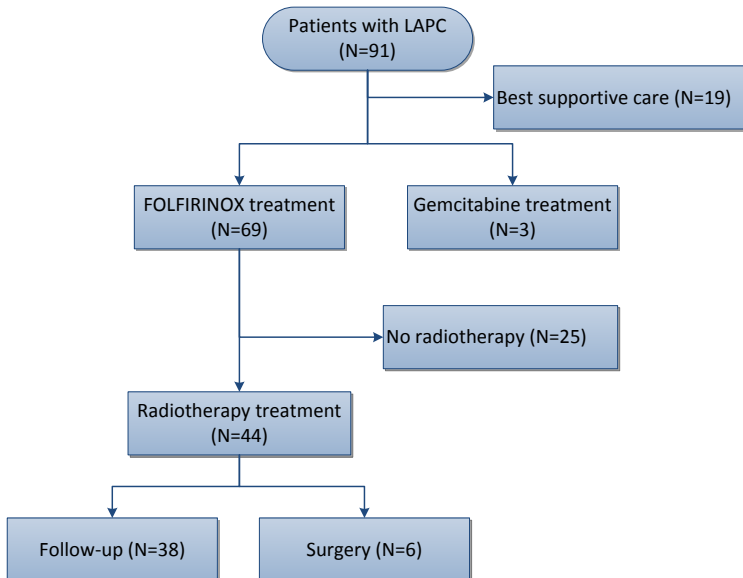 Patients with LAPC
(N=91)
Best supportive care (N=19)
FOLFIRINOX treatment
(N=69)
Gemcitabine treatment
(N=3)
No radiotherapy (N=25)
Radiotherapy treatment
(N=44)
Follow-up (N=38)
Surgery (N=6)